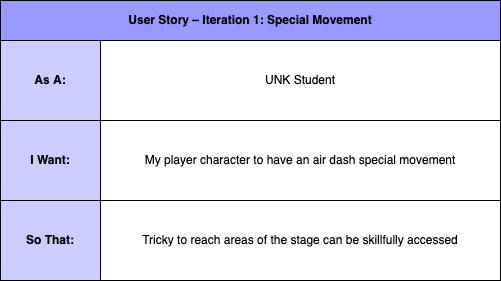 User Story – Iteration 1: Special Movement
As A:
UNK Student
I Want:
My player character to have an air dash special movement
So That:
Tricky to reach areas of the stage can be skillfully accessed